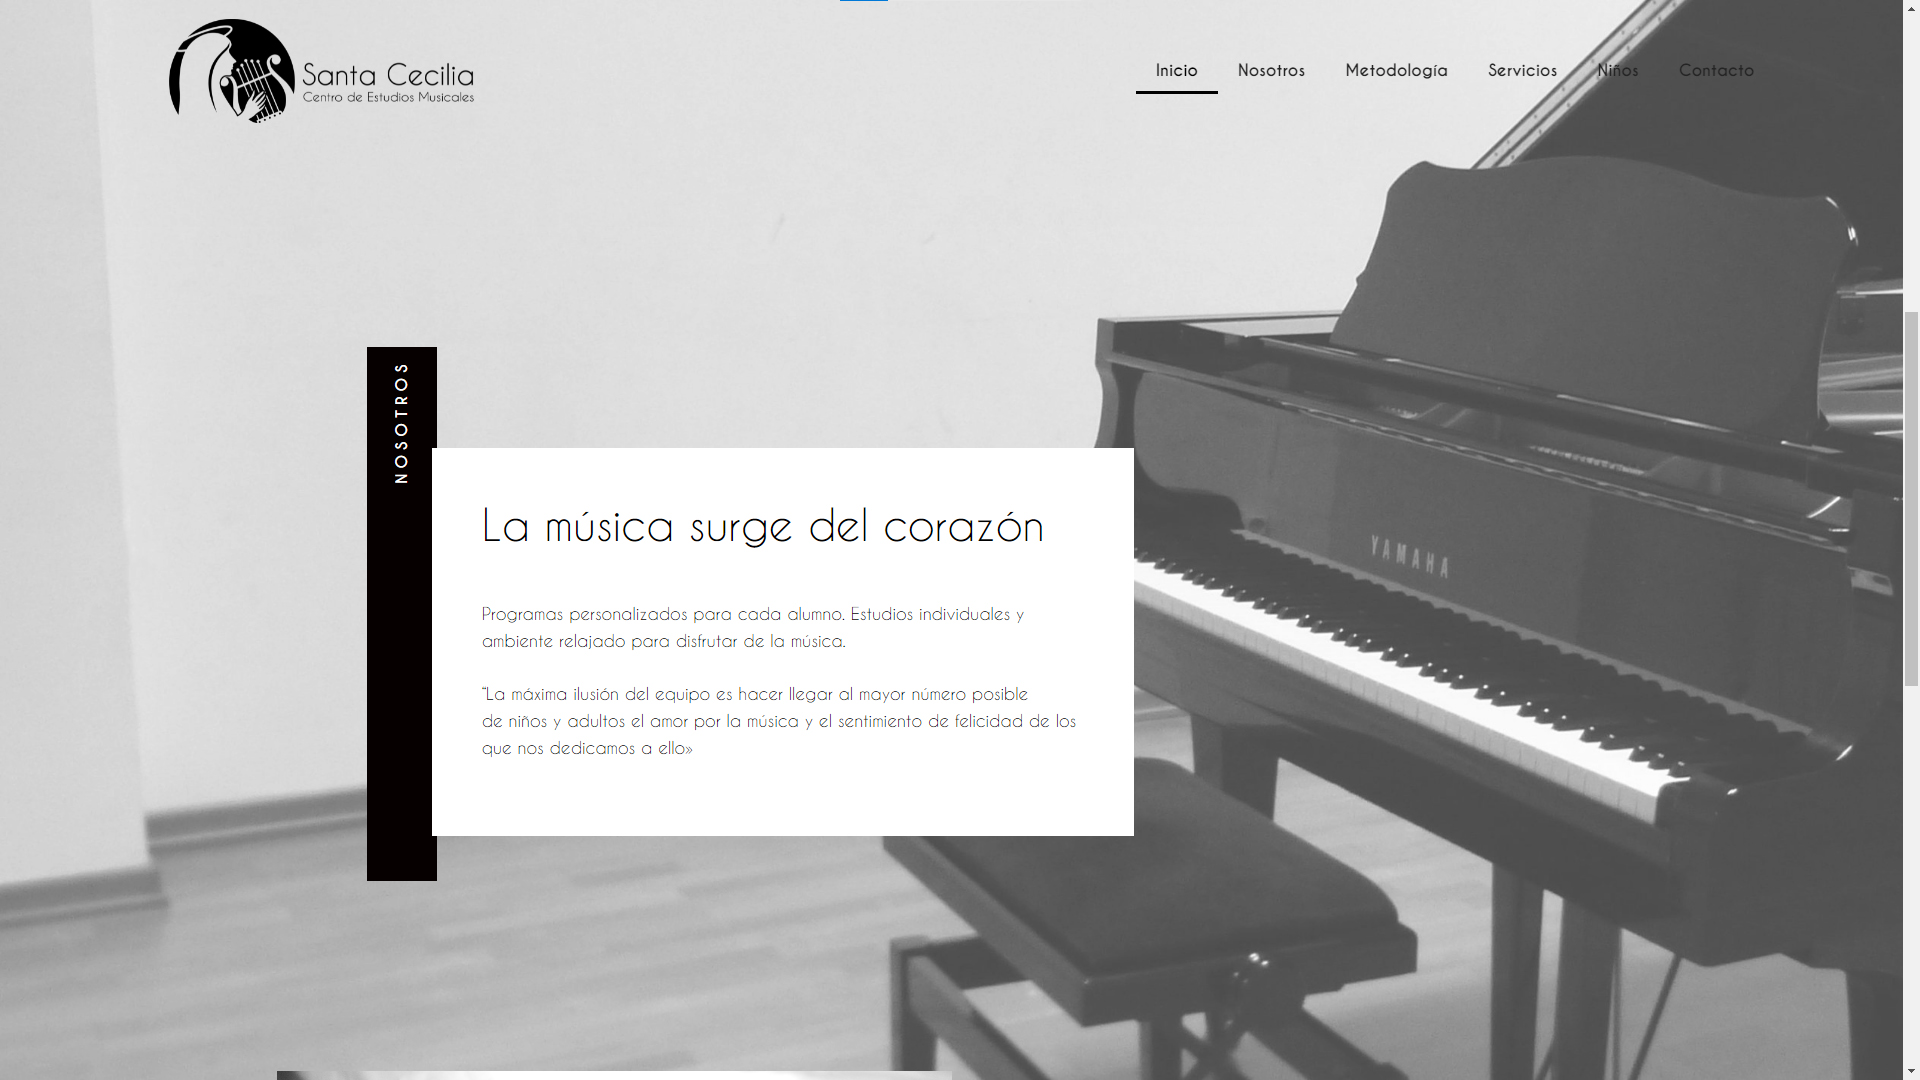 Santa Cecilia
Centro de Estudios Musicales
Inicio
Nosotros
Metodología
Servicios
Niños
Contacto
NOSOTROS
La música surge del corazón
Programas personalizados para cada alumno. Estudios individuales y
ambiente relajado para disfrutar de la música.
“La máxima ilusión del equipo es hacer llegar al mayor número posible
de niños y adultos el amor por la música y el sentimiento de felicidad de los
que nos dedicamos a ello»
YAMAHA